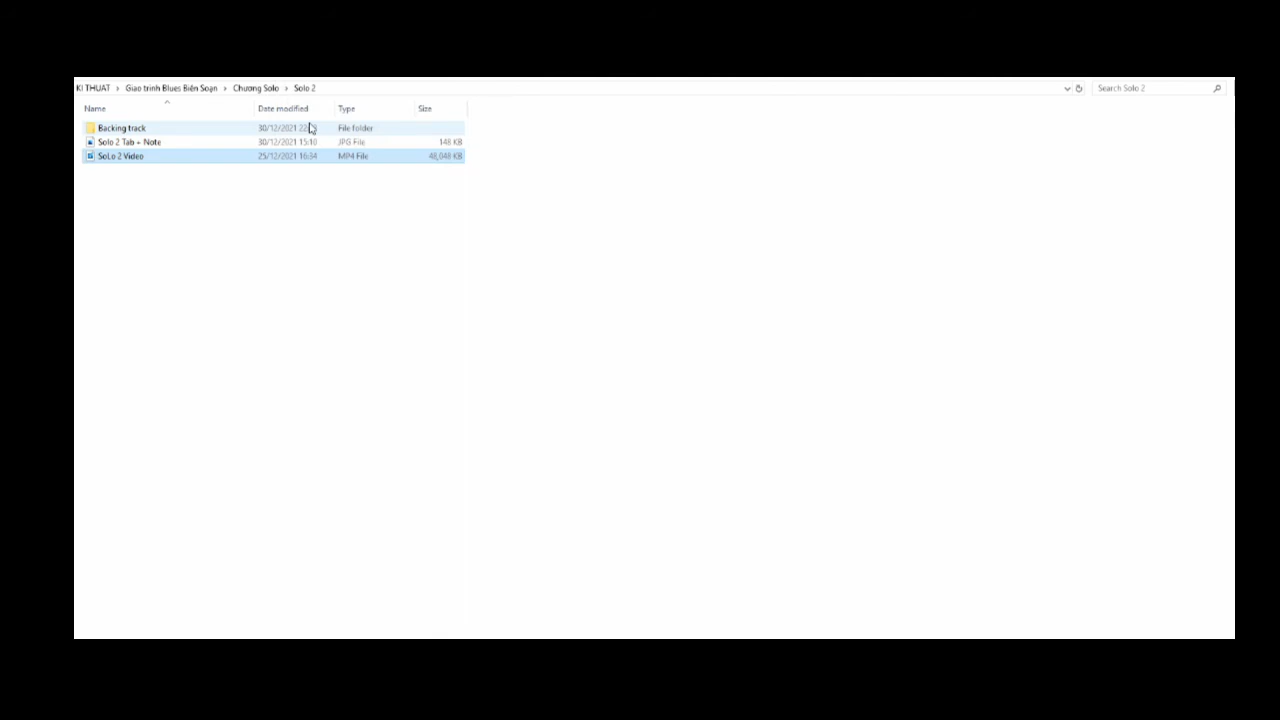 KI THUAT › Giao trinh Blues Biên Soạn › Chương Solo › Solo 2
Search Solo 2
Name Date modified Type Size
Backing track 30/12/2021 22: File folder
Solo 2 Tab + Note 30/12/2021 15:10 JPG File 148 KB
SoLo 2 Video 25/12/2021 16:34 MP4 File 48,048 KB